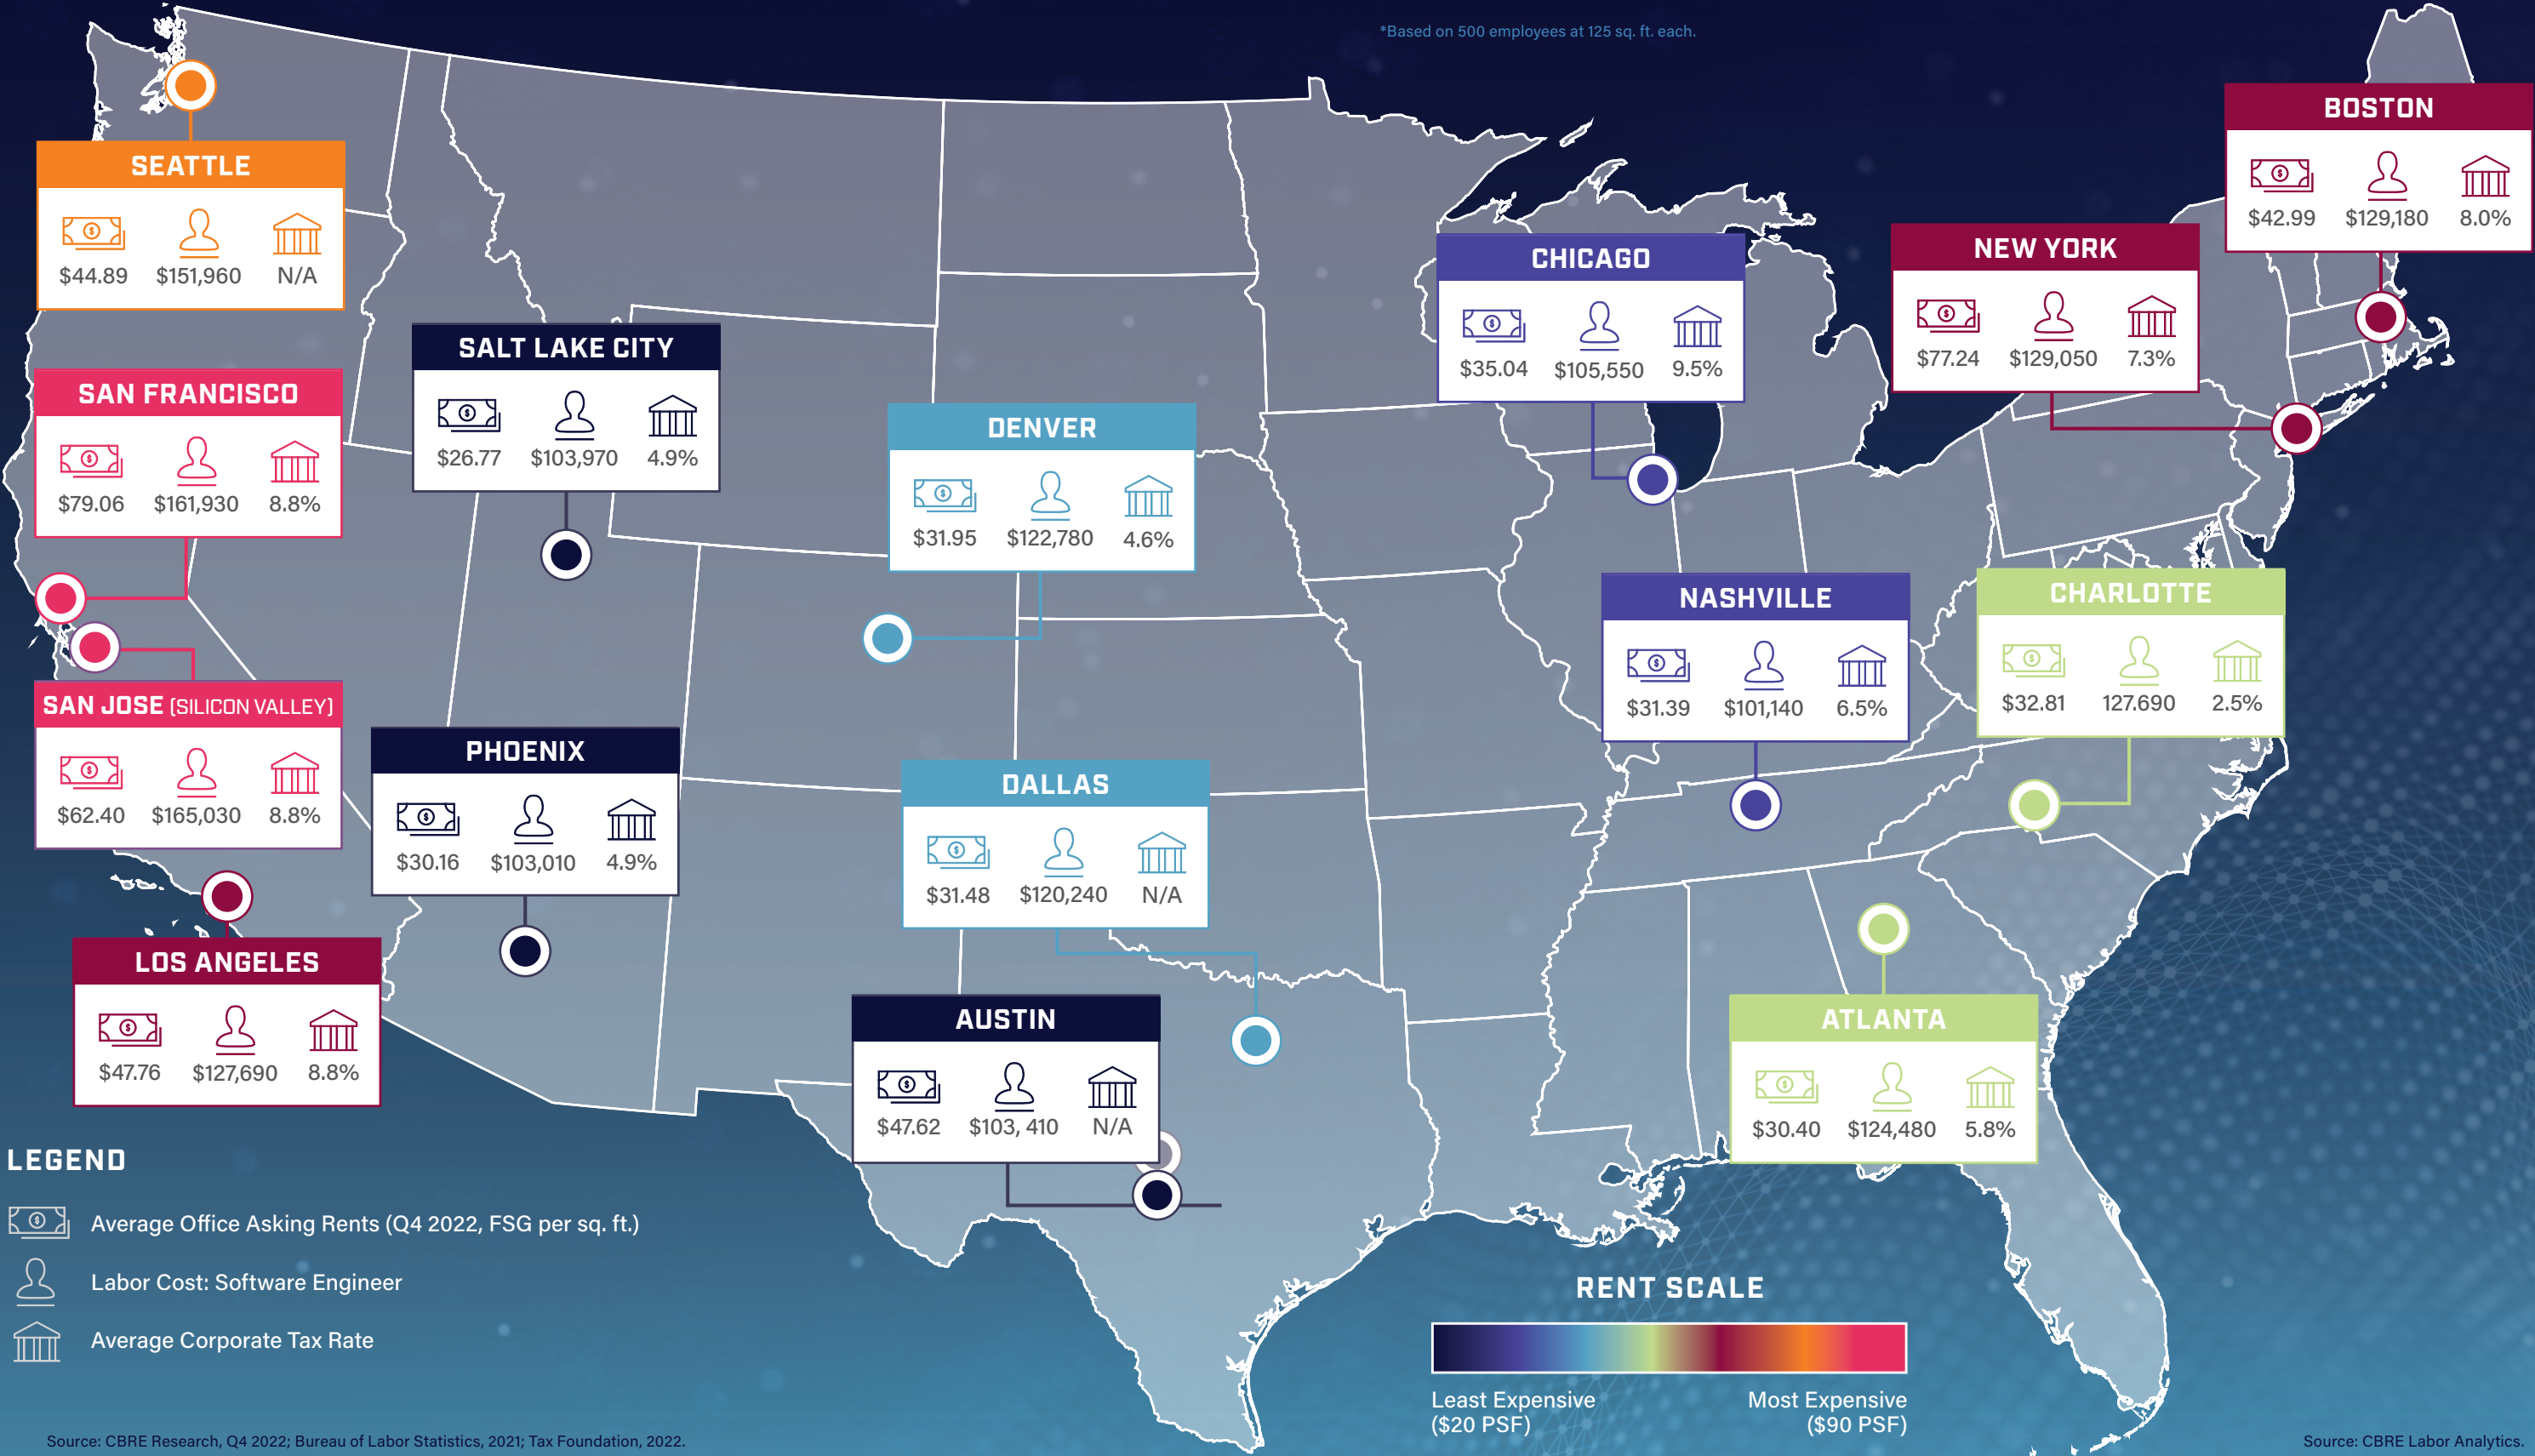 *Based on 500 employees at 125 sq. ft. each.
BOSTON
$42.99 $129,180 8.0%
SEATTLE
$44.89 $151,960 N/A
NEW YORK
$77.24 $129,050 7.3%
CHICAGO
$35.04 $105,550 9.5%
SALT LAKE CITY
$26.77 $103,970 4.9%
SAN FRANCISCO
$79.06 $161,930 8.8%
DENVER
$31.95 $122,780 4.6%
NASHVILLE
$31.39 $101,140 6.5%
CHARLOTTE
$32.81 127.690 2.5%
SAN JOSE (SILICON VALLEY)
$62.40 $165,030 8.8%
PHOENIX
$30.16 $103,010 4.9%
DALLAS
$31.48 $120,240 N/A
LOS ANGELES
$47.76 $127,690 8.8%
AUSTIN
$47.62 $103, 410 N/A
ATLANTA
$30.40 $124,480 5.8%
LEGEND
Average Office Asking Rents (Q4 2022, FSG per sq. ft.)
Labor Cost: Software Engineer
Average Corporate Tax Rate
RENT SCALE
Least Expensive Most Expensive
($20 PSF) ($90 PSF)
Source: CBRE Research, Q4 2022; Bureau of Labor Statistics, 2021; Tax Foundation, 2022.
Source: CBRE Labor Analytics.